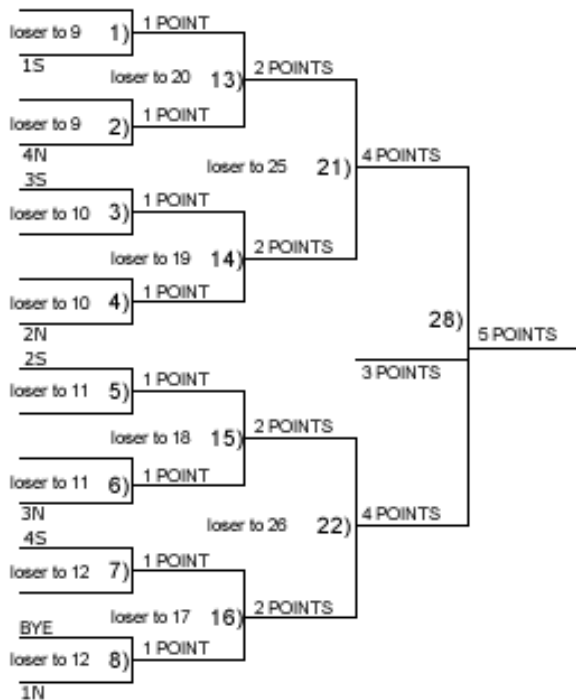 1 POINT
loser to 9 1)
1S
2 POINTS
loser to 20 13)
1 POINT
loser to 9 2)
4N
4 POINTS
loser to 25 21)
3S
1 POINT
loser to 10 3)
2 POINTS
loser to 19 14)
1 POINT
loser to 10 4)
2N
28)
5 POINTS
2S
3 POINTS
1 POINT
loser to 11 5)
2 POINTS
loser to 18 15)
1 POINT
loser to 11 6)
3N
4 POINTS
loser to 26 22)
4S
1 POINT
loser to 12 7)
2 POINTS
loser to 17 16)
BYE
1 POINT
loser to 12 8)
1N